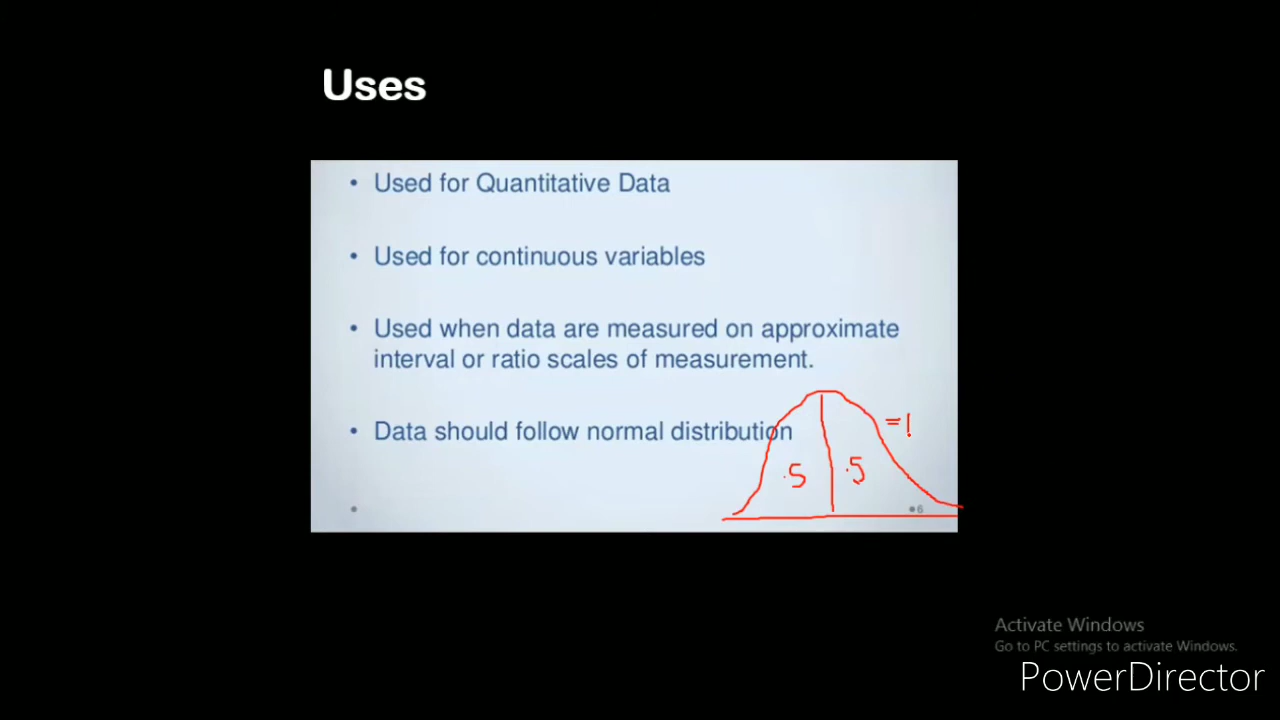 Uses
• Used for Quantitative Data
• Used for continuous variables
• Used when data are measured on approximate
interval or ratio scales of measurement.
• Data should follow normal distribution
=1
.5 .5
6
Activate Windows
Go to PC settings to activate Windows.
PowerDirector